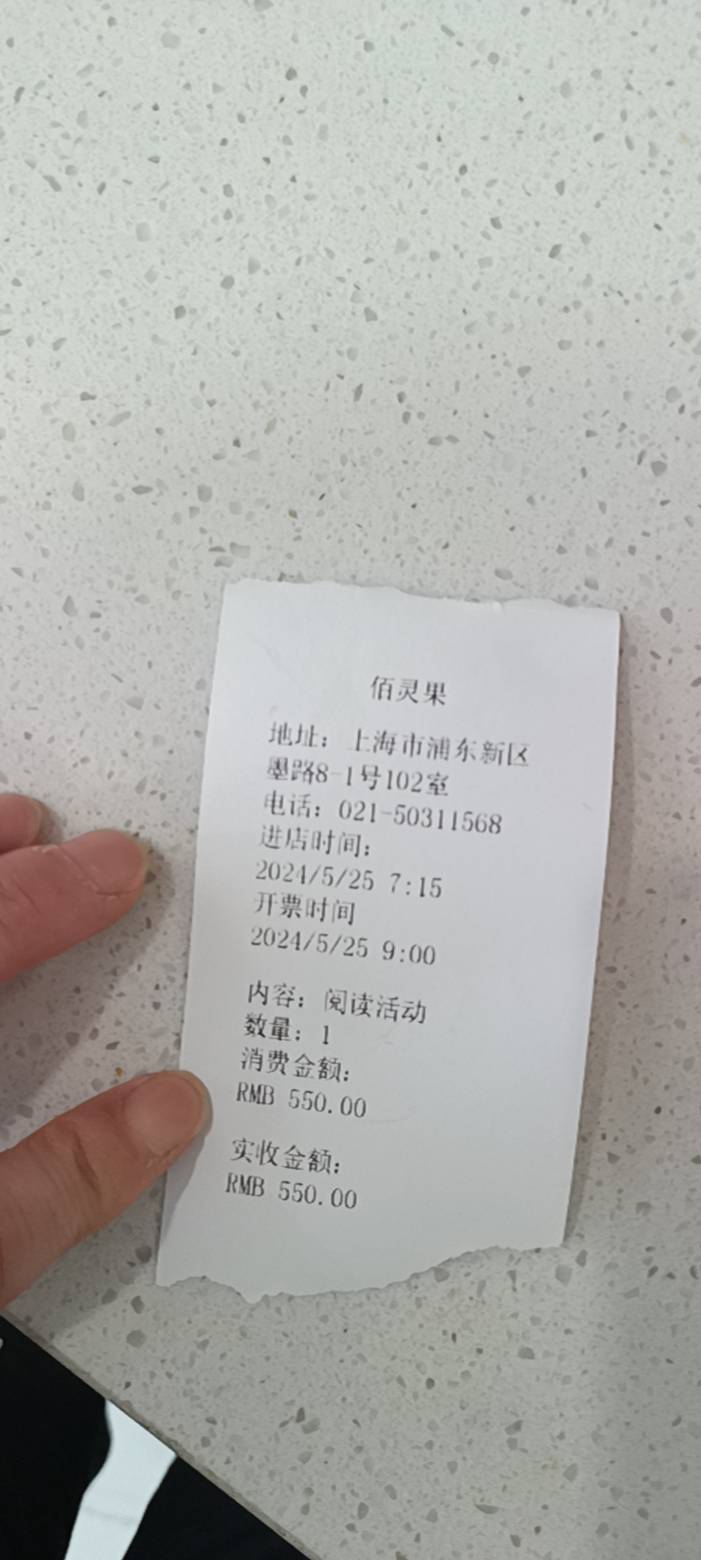 佰灵果
地址：上海市浦东新区
墨路8-1号102室
电话：021-50311568
进店时间：
2024/5/25 7:15
开票时间
2024/5/25 9:00
内容：阅读活动
数量：1
消费金额：
RMB 550.00
实收金额：
RMB 550.00